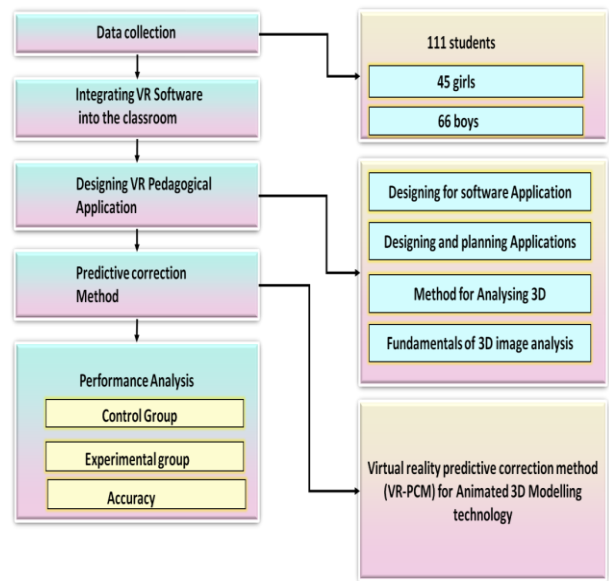 Data collection
Integrating VR Software
into the classroom
Designing VR Pedagogical
Application
Predictive correction
Method
Performance Analysis
Control Group
Experimental group
Accuracy
111 students
45 girls
66 boys
Designing for software Application
Designing and planning Applications
Method for Analysing 3D
Fundamentals of 3D image analysis
Virtual reality predictive correction method
(VR-PCM) for Animated 3D Modelling
technology